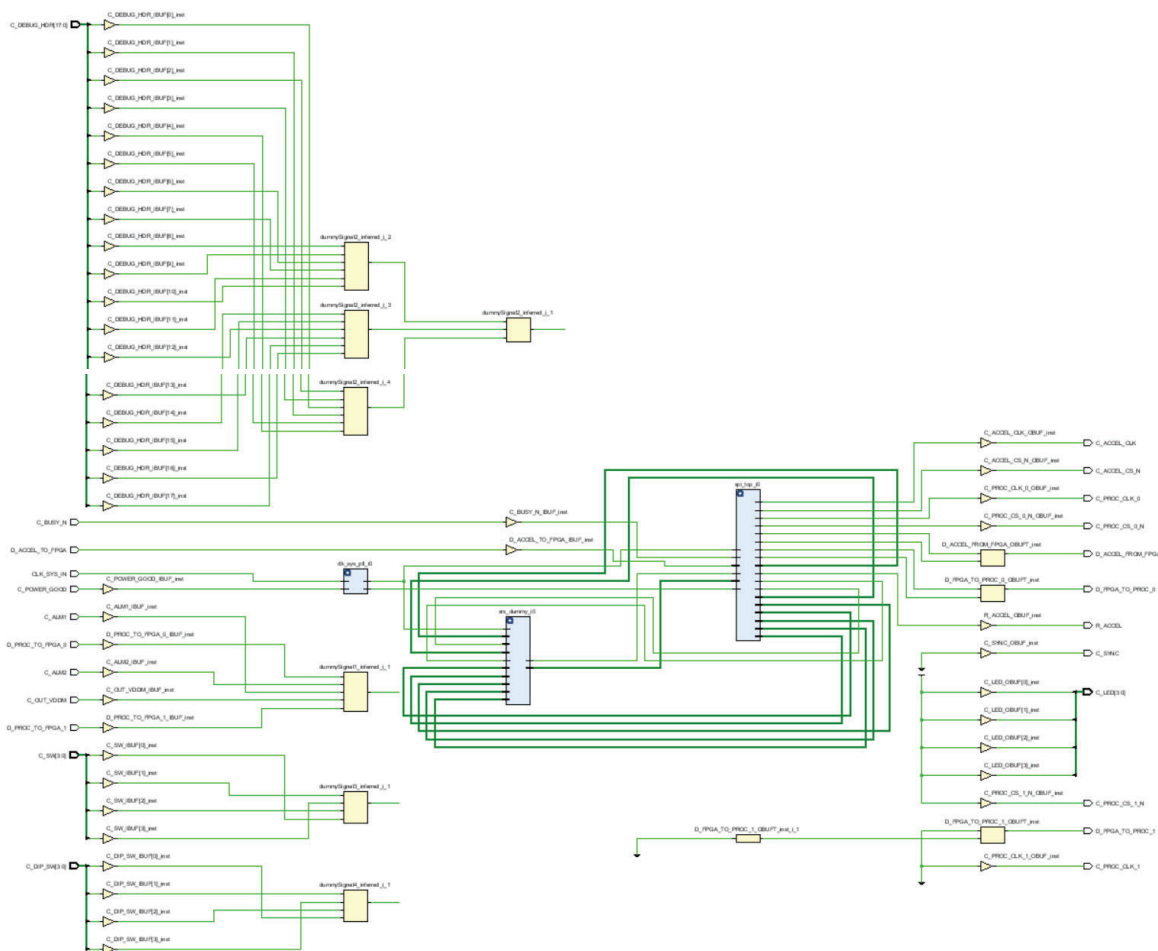 C_DEBUG_HDR[17:0]
C_DEBUG_HDR_IBUF[0]_inst
C_DEBUG_HDR_IBUF[1]_inst
C_DEBUG_HDR_IBUF[2]_inst
C_DEBUG_HDR_IBUF[3]_inst
C_DEBUG_HDR_IBUF[4]_inst
C_DEBUG_HDR_IBUF[5]_inst
C_DEBUG_HDR_IBUF[6]_inst
C_DEBUG_HDR_IBUF[7]_inst
C_DEBUG_HDR_IBUF[8]_inst
C_DEBUG_HDR_IBUF[9]_inst
C_DEBUG_HDR_IBUF[10]_inst
C_DEBUG_HDR_IBUF[11]_inst
C_DEBUG_HDR_IBUF[12]_inst
C_DEBUG_HDR_IBUF[13]_inst
C_DEBUG_HDR_IBUF[14]_inst
C_DEBUG_HDR_IBUF[15]_inst
C_DEBUG_HDR_IBUF[16]_inst
C_DEBUG_HDR_IBUF[17]_inst
dummySignal2_inferred_i_2
dummySignal2_inferred_i_3
dummySignal2_inferred_i_1
dummySignal2_inferred_i_4
C_BUSY_N
C_BUSY_N_IBUF_inst
D_ACCEL_TO_FPGA
D_ACCEL_TO_FPGA_IBUF_inst
CLK_SYS_IN
clk_sys_pll_i0
C_POWER_GOOD
C_POWER_GOOD_IBUF_inst
C_ALM1
C_ALM1_IBUF_inst
D_PROC_TO_FPGA_0
D_PROC_TO_FPGA_0_IBUF_inst
C_ALM2
C_ALM2_IBUF_inst
C_OUT_VDDM
C_OUT_VDDM_IBUF_inst
D_PROC_TO_FPGA_1
D_PROC_TO_FPGA_1_IBUF_inst
dummySignal1_inferred_i_1
C_SW[3:0]
C_SW_IBUF[0]_inst
C_SW_IBUF[1]_inst
C_SW_IBUF[2]_inst
C_SW_IBUF[3]_inst
dummySignal3_inferred_i_1
C_DIP_SW[3:0]
C_DIP_SW_IBUF[0]_inst
C_DIP_SW_IBUF[1]_inst
C_DIP_SW_IBUF[2]_inst
C_DIP_SW_IBUF[3]_inst
dummySignal4_inferred_i_1
spi_top_i0
C_ACCEL_CLK_OBUF_inst
C_ACCEL_CLK
C_ACCEL_CS_N_OBUF_inst
C_ACCEL_CS_N
C_PROC_CLK_0_OBUF_inst
C_PROC_CLK_0
C_PROC_CS_0_N_OBUF_inst
C_PROC_CS_0_N
D_ACCEL_FROM_FPGA_OBUFT_inst
D_ACCEL_FROM_FPGA
D_FPGA_TO_PROC_0_OBUFT_inst
D_FPGA_TO_PROC_0
R_ACCEL_OBUF_inst
R_ACCEL
C_SYNC_OBUF_inst
C_SYNC
C_LED_OBUF[0]_inst
C_LED[3:0]
C_LED_OBUF[1]_inst
C_LED_OBUF[2]_inst
C_LED_OBUF[3]_inst
C_PROC_CS_1_N_OBUF_inst
C_PROC_CS_1_N
D_FPGA_TO_PROC_1_OBUFT_inst_i_1
D_FPGA_TO_PROC_1_OBUFT_inst
D_FPGA_TO_PROC_1
C_PROC_CLK_1_OBUF_inst
C_PROC_CLK_1